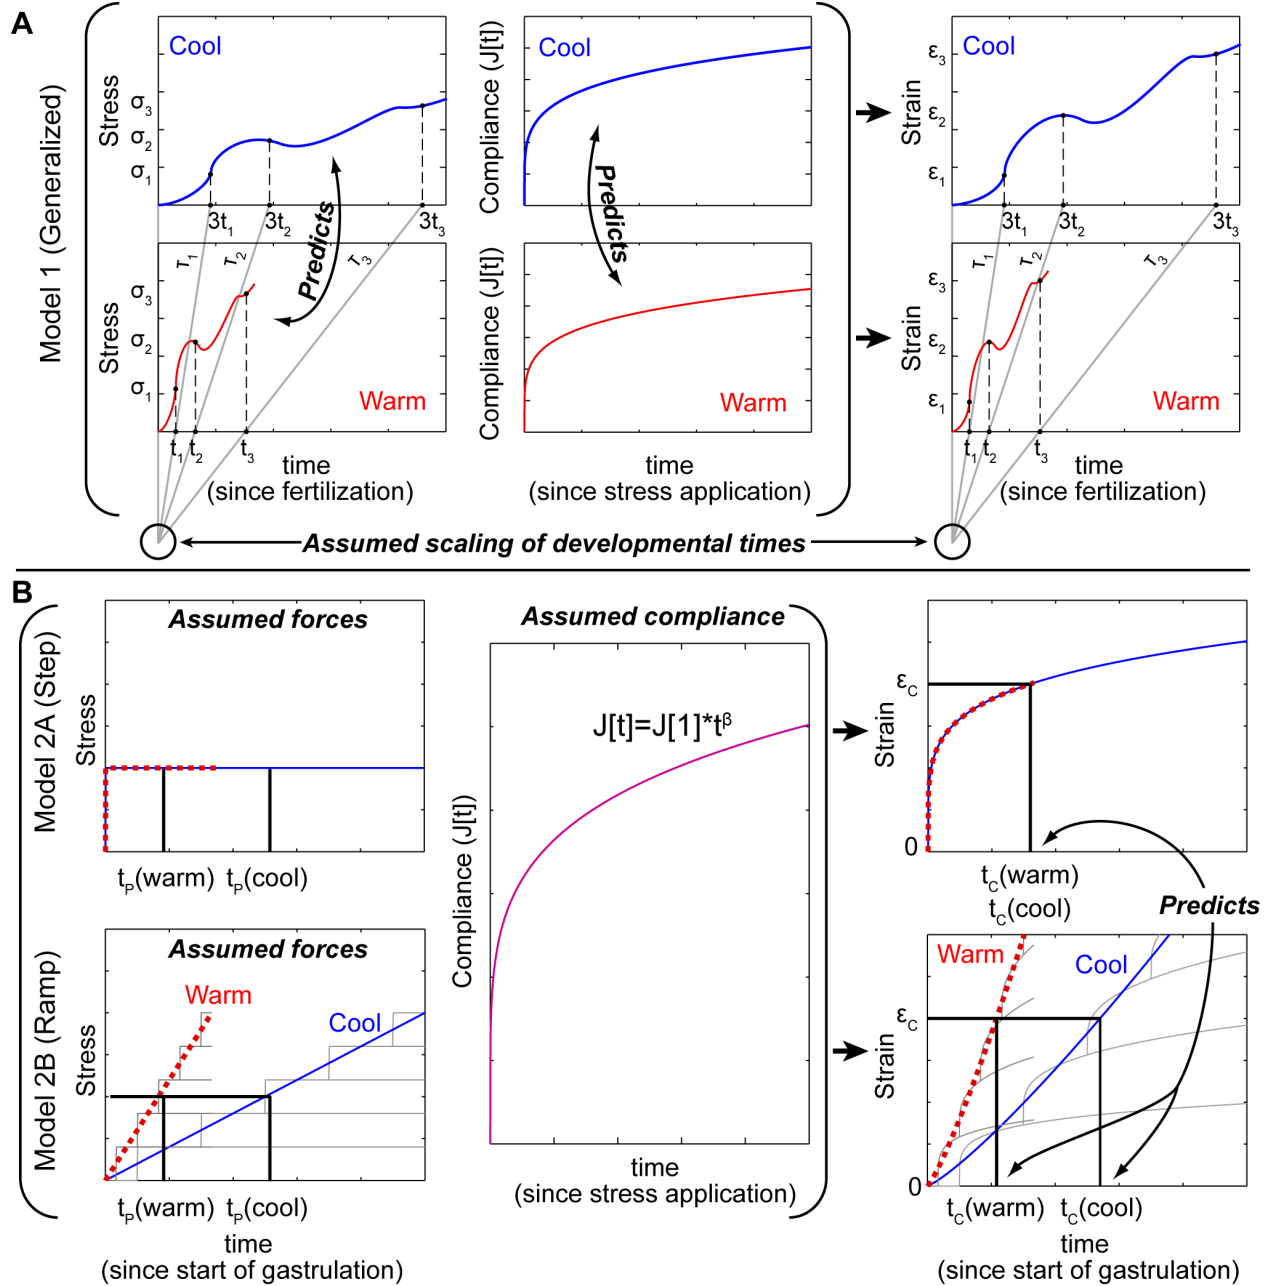 A
Model 1 (Generalized)
Cool
Stress
σ3
σ2
σ1
3t1 3t2 3t3
τ1 τ2 τ3
Predicts
Stress
σ3
σ2
σ1
Warm
t1 t2 t3
time
(since fertilization)
Cool
Compliance (J[t])
Predicts
Compliance (J[t])
Warm
time
(since stress application)
Cool
Strain
ε3
ε2
ε1
3t1 3t2 3t3
τ1 τ2 τ3
Strain
ε3
ε2
ε1
Warm
t1 t2 t3
time
(since fertilization)
Assumed scaling of developmental times
B
Model 2A (Step)
Assumed forces
Stress
tP(warm) tP(cool)
Model 2B (Ramp)
Assumed forces
Warm
Cool
Stress
tP(warm) tP(cool)
time
(since start of gastrulation)
Assumed compliance
J[t]=J[1]*tβ
Compliance (J[t])
time
(since stress application)
εC
Strain
0
tC(warm)
tC(cool)
Predicts
Warm
Cool
εC
Strain
0
tC(warm) tC(cool)
time
(since start of gastrulation)